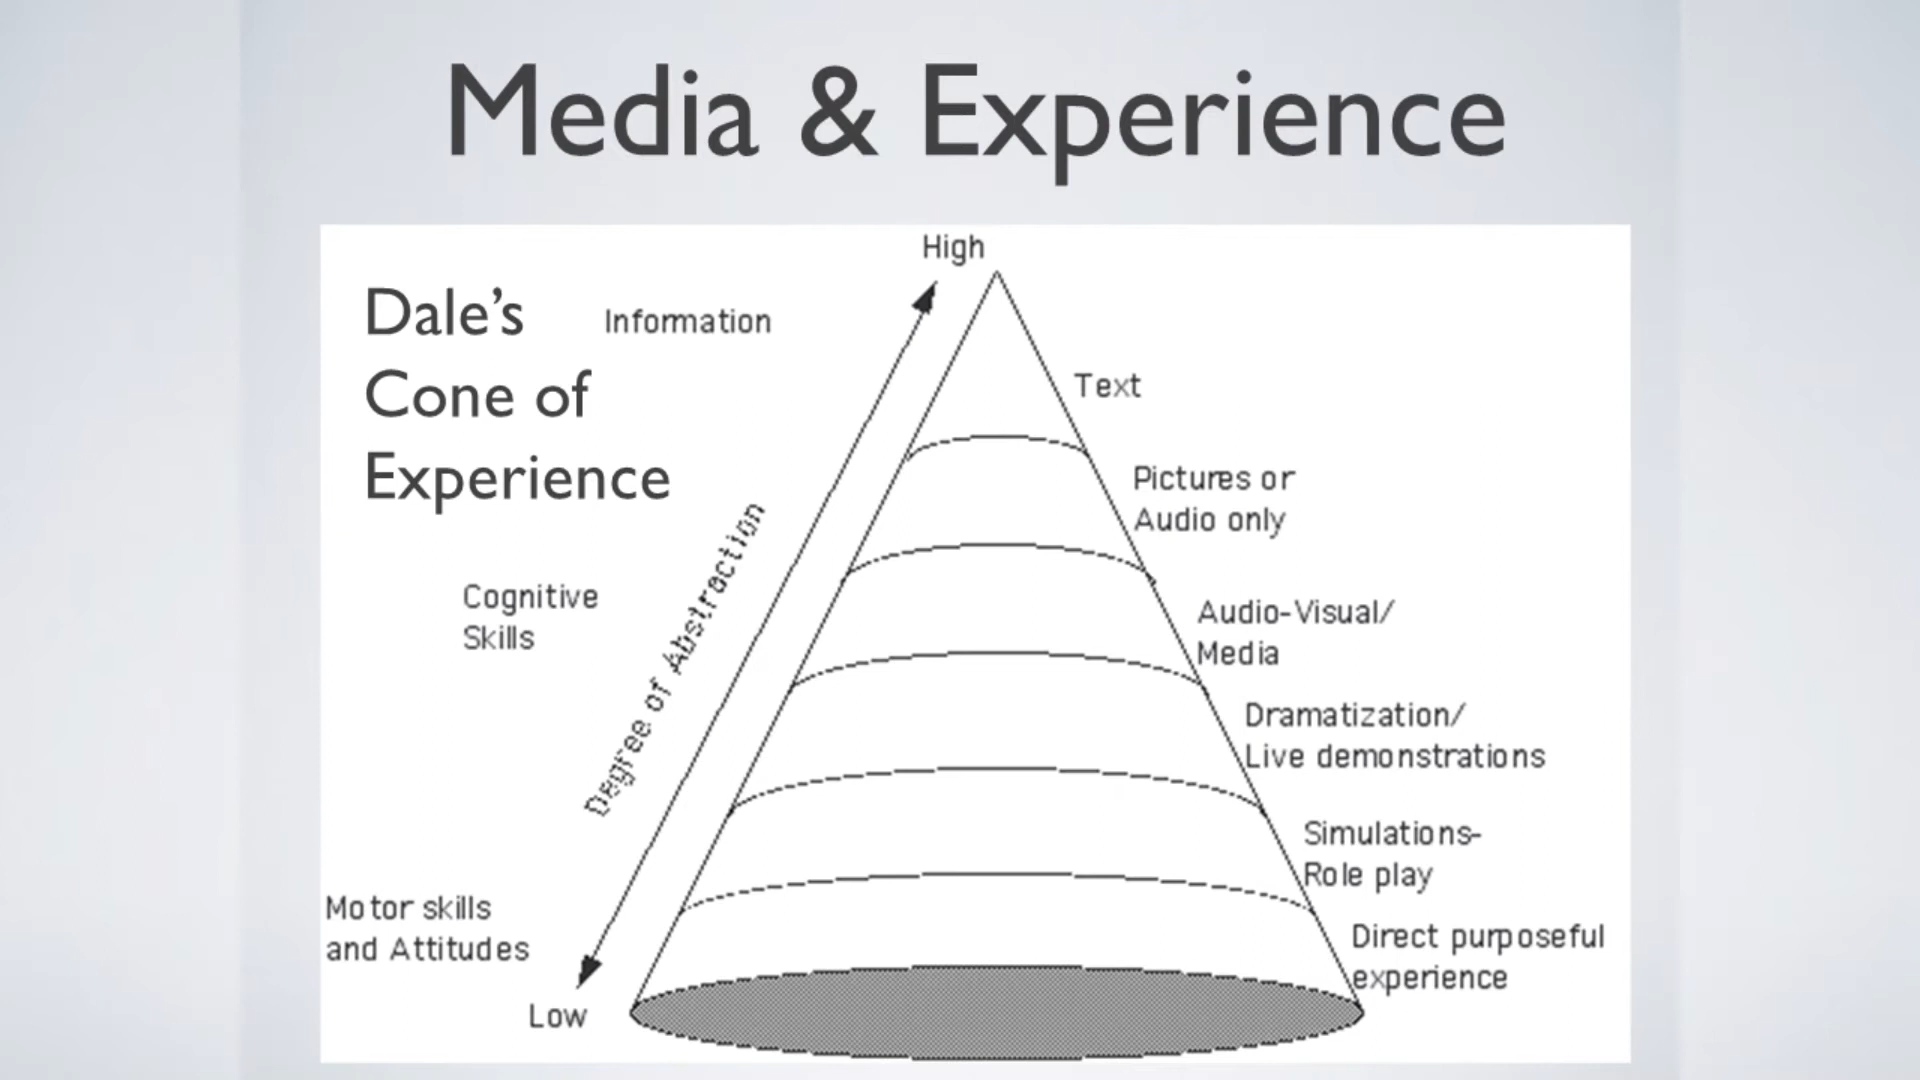 Media & Experience
High
Dale's
Cone of
Experience
Information
Text
Pictures or
Audio only
Degree of Abstraction
Cognitive
Skills
Audio-Visual/
Media
Dramatization/
Live demonstrations
Simulations-
Role play
Motor skills
and Attitudes
Direct purposeful
experience
Low